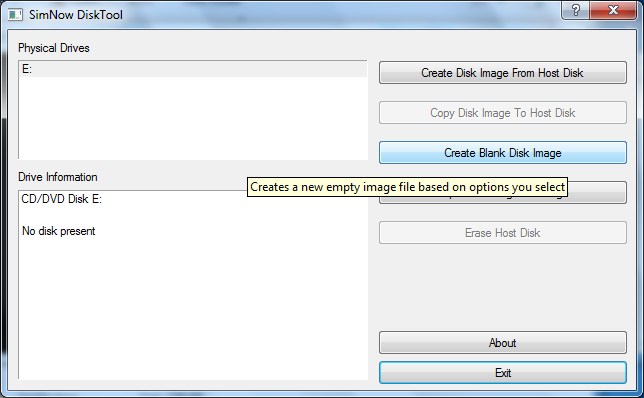 SimNow DiskTool
Physical Drives
E:
Create Disk Image From Host Disk
Copy Disk Image To Host Disk
Create Blank Disk Image
Creates a new empty image file based on options you select
Drive Information
CD/DVD Disk E:
No disk present
Erase Host Disk
About
Exit